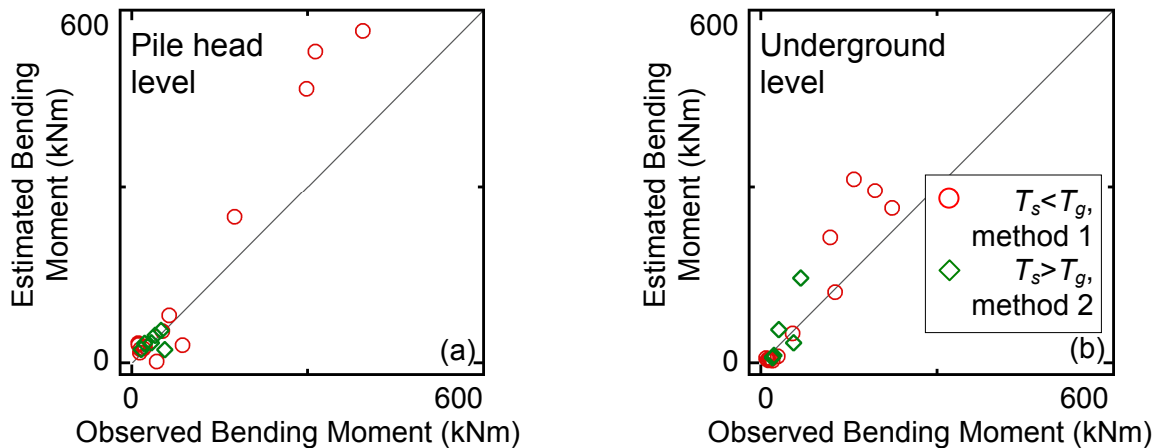 600
Pile head
level
Estimated Bending
Moment (kNm)
0
(a)
0
600
Observed Bending Moment (kNm)
600
Underground
level
Estimated Bending
Moment (kNm)
Ts<Tg,
method 1
Ts>Tg,
method 2
0
(b)
0
600
Observed Bending Moment (kNm)